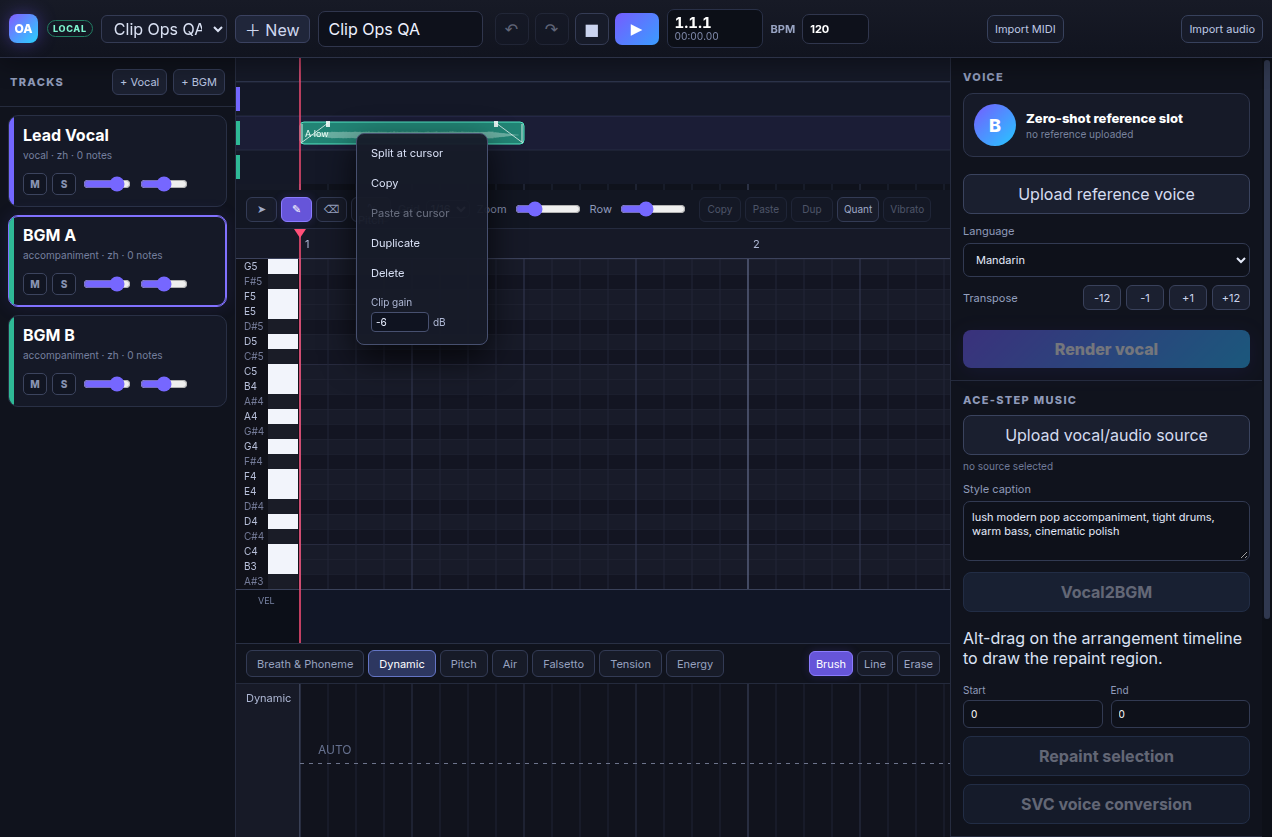 OA
LOCAL
Clip Ops QA
+ New
Clip Ops QA
1.1.1
00:00.00
BPM
120
Import MIDI
Import audio
TRACKS
+ Vocal
+ BGM
Lead Vocal
vocal · zh · 0 notes
M
S
BGM A
accompaniment · zh · 0 notes
M
S
BGM B
accompaniment · zh · 0 notes
M
S
A low
Split at cursor
Copy
Paste at cursor
Duplicate
Delete
Clip gain
-6
dB
oom
Row
Copy
Paste
Dup
Quant
Vibrato
1
2
G5
F#5
F5
E5
D#5
D5
C#5
C5
B4
A#4
A4
G#4
G4
F#4
F4
E4
D#4
D4
C#4
C4
B3
A#3
VEL
Breath & Phoneme
Dynamic
Pitch
Air
Falsetto
Tension
Energy
Brush
Line
Erase
Dynamic
AUTO
VOICE
B
Zero-shot reference slot
no reference uploaded
Upload reference voice
Language
Mandarin
Transpose
-12
-1
+1
+12
Render vocal
ACE-STEP MUSIC
Upload vocal/audio source
no source selected
Style caption
lush modern pop accompaniment, tight drums,
warm bass, cinematic polish
Vocal2BGM
Alt-drag on the arrangement timeline
to draw the repaint region.
Start
End
0
0
Repaint selection
SVC voice conversion